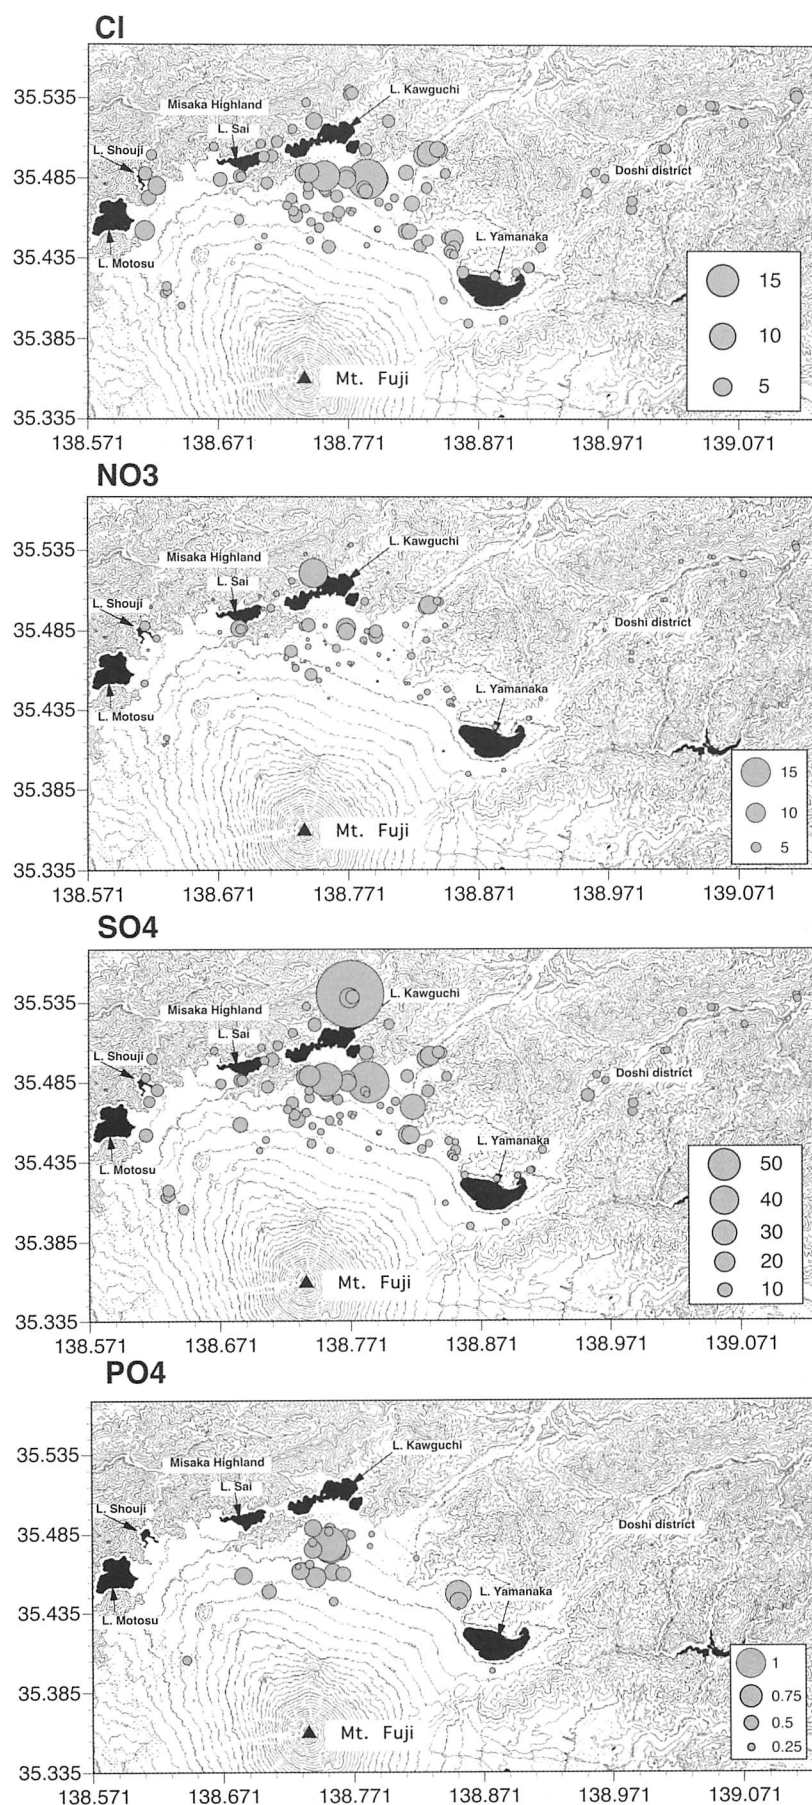 Cl
35.535
L. Kawguchi
Misaka Highland
L. Sai
L. Shouji
35.485
Doshi district
35.435
L. Yamanaka
L. Motosu
15
35.385
10
Mt. Fuji
5
35.335
138.571 138.671 138.771 138.871 138.971 139.071
NO3
35.535
L. Kawguchi
Misaka Highland
L. Sai
L. Shouji
35.485
Doshi district
L. Yamanaka
35.435
L. Motosu
15
35.385
10
Mt. Fuji
5
35.335
138.571 138.671 138.771 138.871 138.971 139.071
SO4
35.535
L. Kawguchi
Misaka Highland
L. Sai
L. Shouji
35.485
Doshi district
L. Yamanaka
35.435
L. Motosu
50
40
35.385
30
20
Mt. Fuji
10
35.335
138.571 138.671 138.771 138.871 138.971 139.071
PO4
35.535
L. Kawguchi
Misaka Highland
L. Sai
L. Shouji
35.485
Doshi district
L. Yamanaka
35.435
L. Motosu
1
35.385
0.75
0.5
Mt. Fuji
0.25
35.335
138.571 138.671 138.771 138.871 138.971 139.071